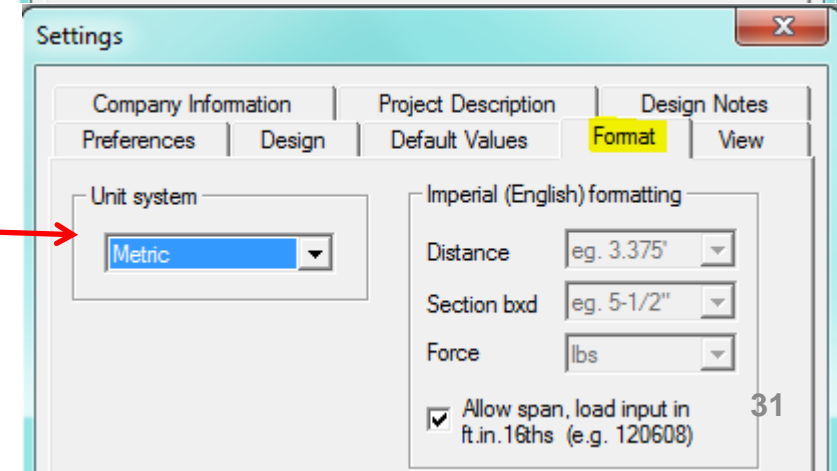 Settings
X
Company Information Project Description Design Notes
Preferences Design Default Values Format View
Unit system
Metric
Imperial (English) formatting
Distance eg. 3.375'
Section bxd eg. 5-1/2"
Force lbs
Allow span, load input in
ft.in.16ths (e.g. 120608)
31